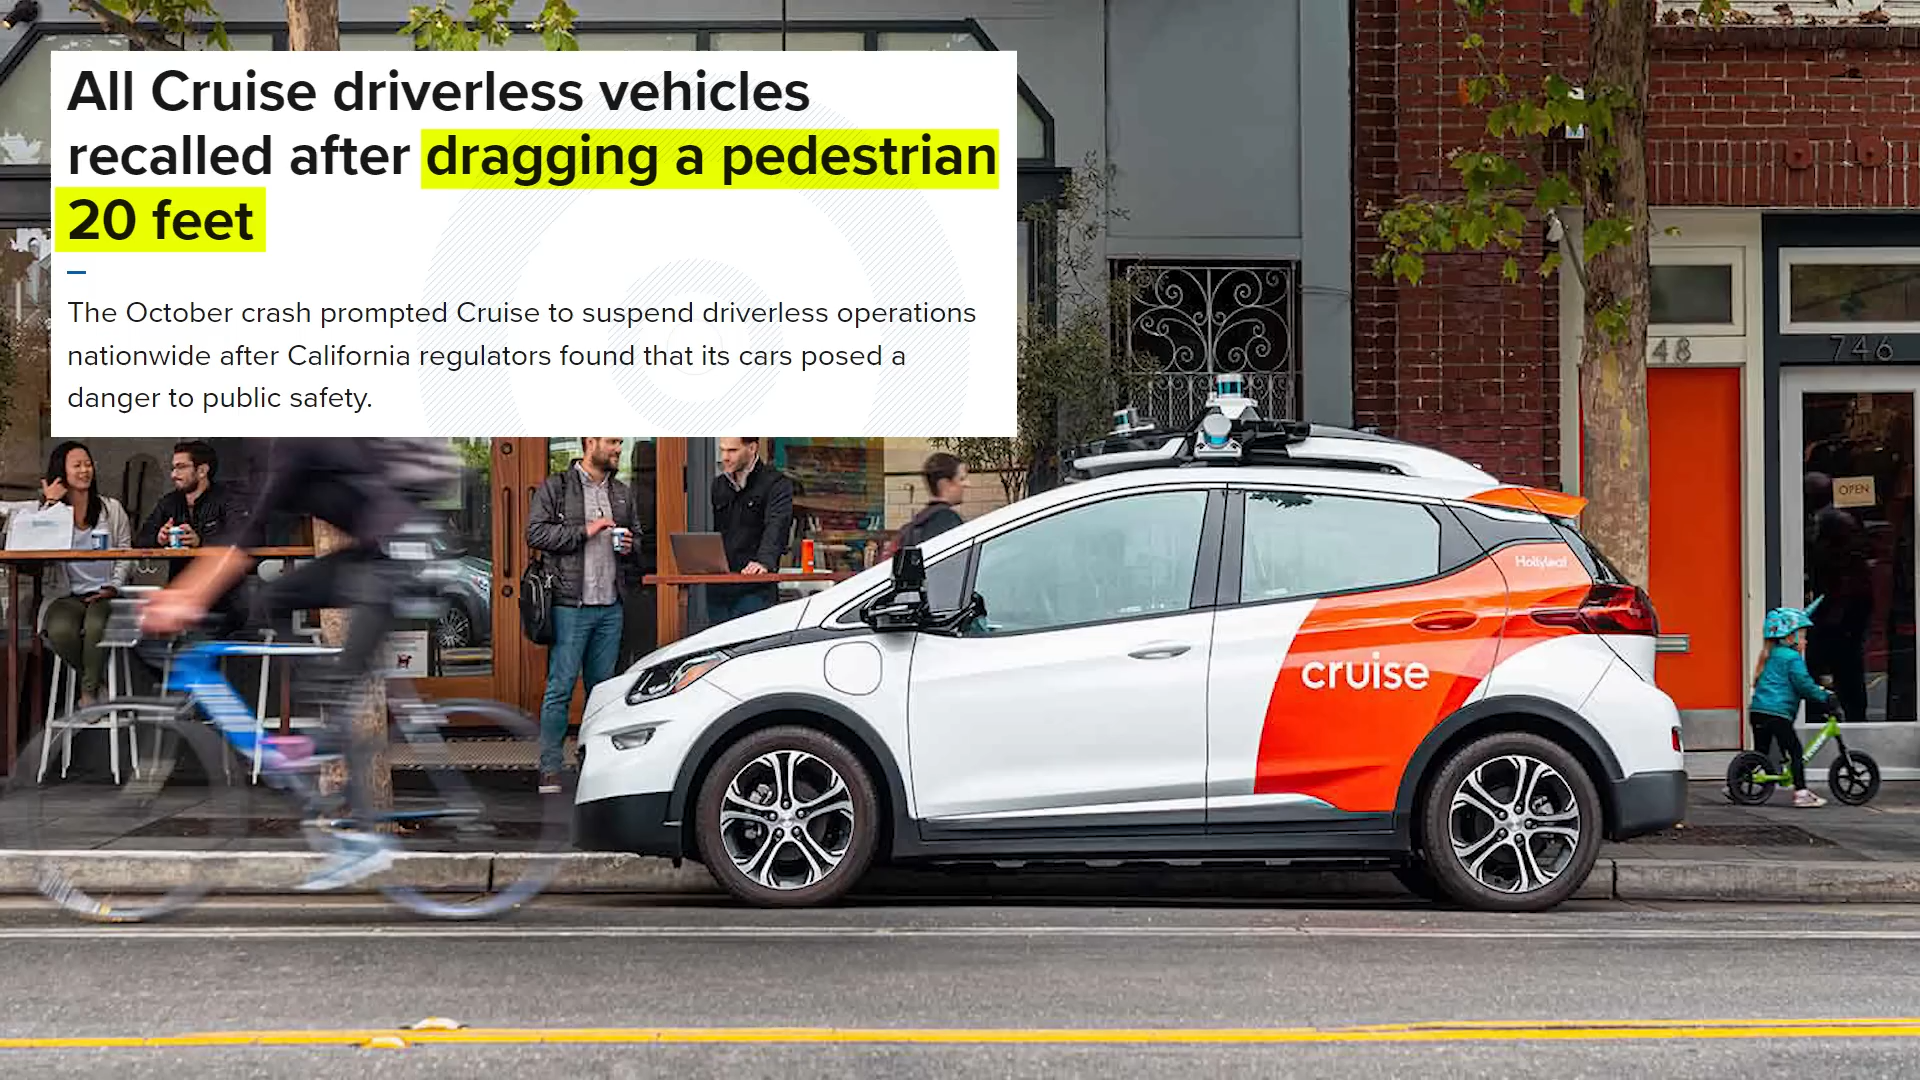 All Cruise driverless vehicles
recalled after dragging a pedestrian
20 feet
The October crash prompted Cruise to suspend driverless operations
nationwide after California regulators found that its cars posed a
danger to public safety.
48
746
OPEN
Hollyleaf
cruise